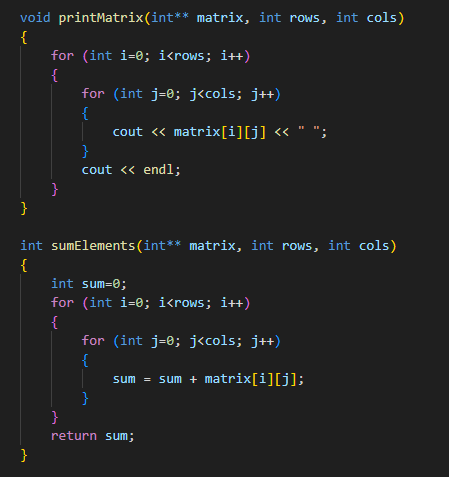 void printMatrix(int** matrix, int rows, int cols)
{
    for (int i=0; i<rows; i++)
    {
        for (int j=0; j<cols; j++)
        {
            cout << matrix[i][j] << " ";
        }
        cout << endl;
    }
}

int sumElements(int** matrix, int rows, int cols)
{
    int sum=0;
    for (int i=0; i<rows; i++)
    {
        for (int j=0; j<cols; j++)
        {
            sum = sum + matrix[i][j];
        }
    }
    return sum;
}